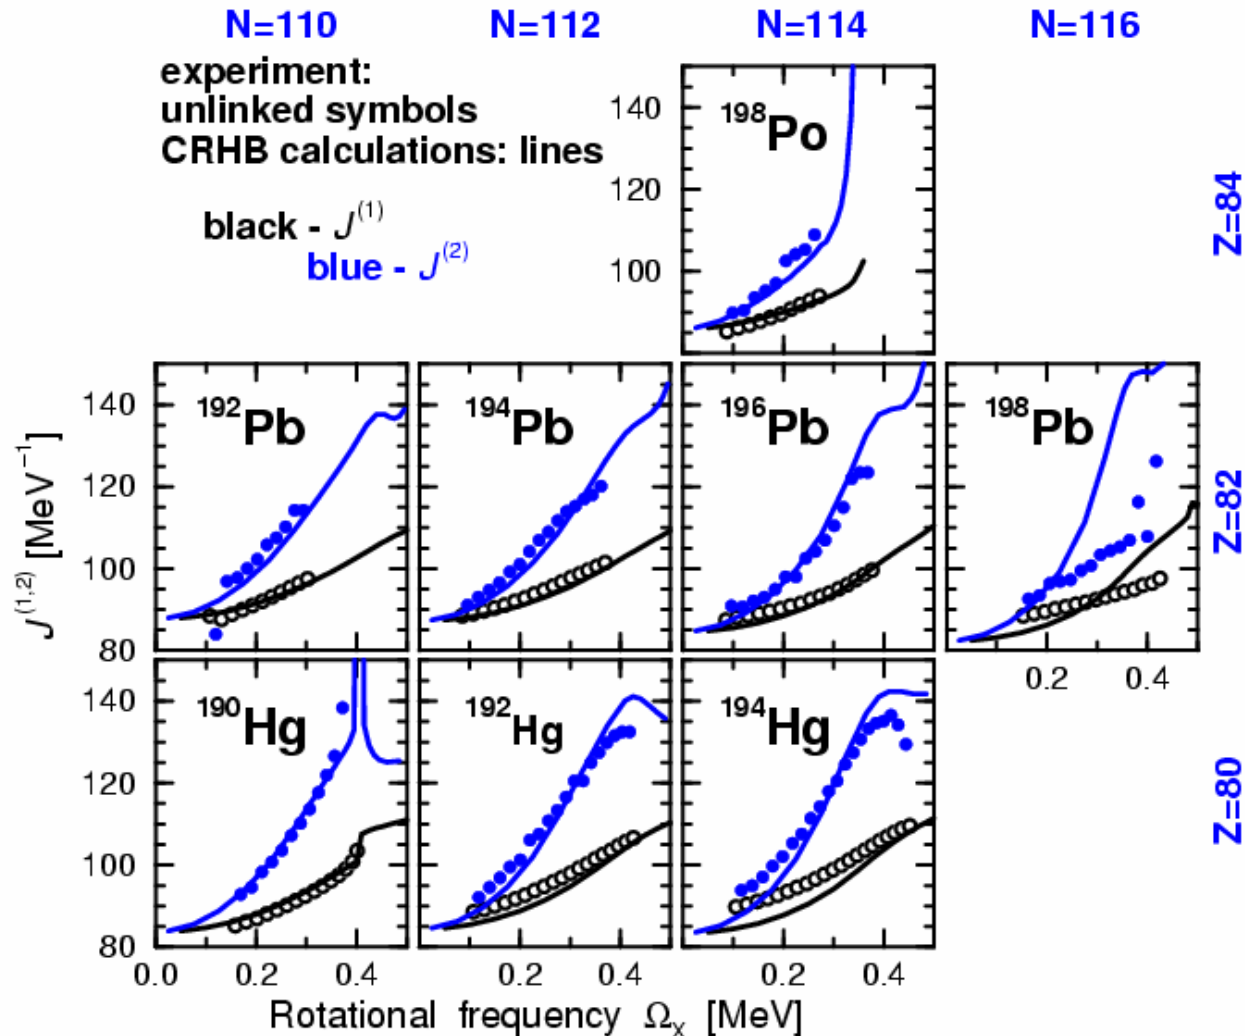 N=110 N=112 N=114 N=116
experiment:
unlinked symbols
CRHB calculations: lines
black - J(1)
blue - J(2)
140
120
100
198Po
Z=84
192Pb
194Pb
196Pb
198Pb
140
120
100
80
0.2 0.4
Z=82
J(1,2) [MeV−1]
190Hg
192Hg
194Hg
140
120
100
80
Z=80
0.0 0.2 0.4 0.2 0.4 0.2 0.4
Rotational frequency Ωx [MeV]